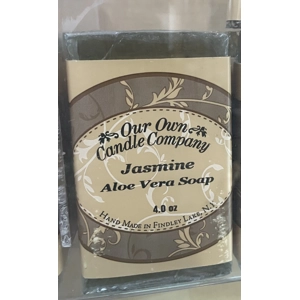 Our Own
Candle Company
Jasmine
Aloe Vera Soap
4.0 oz
Hand Made in Findley Lake, N.Y.